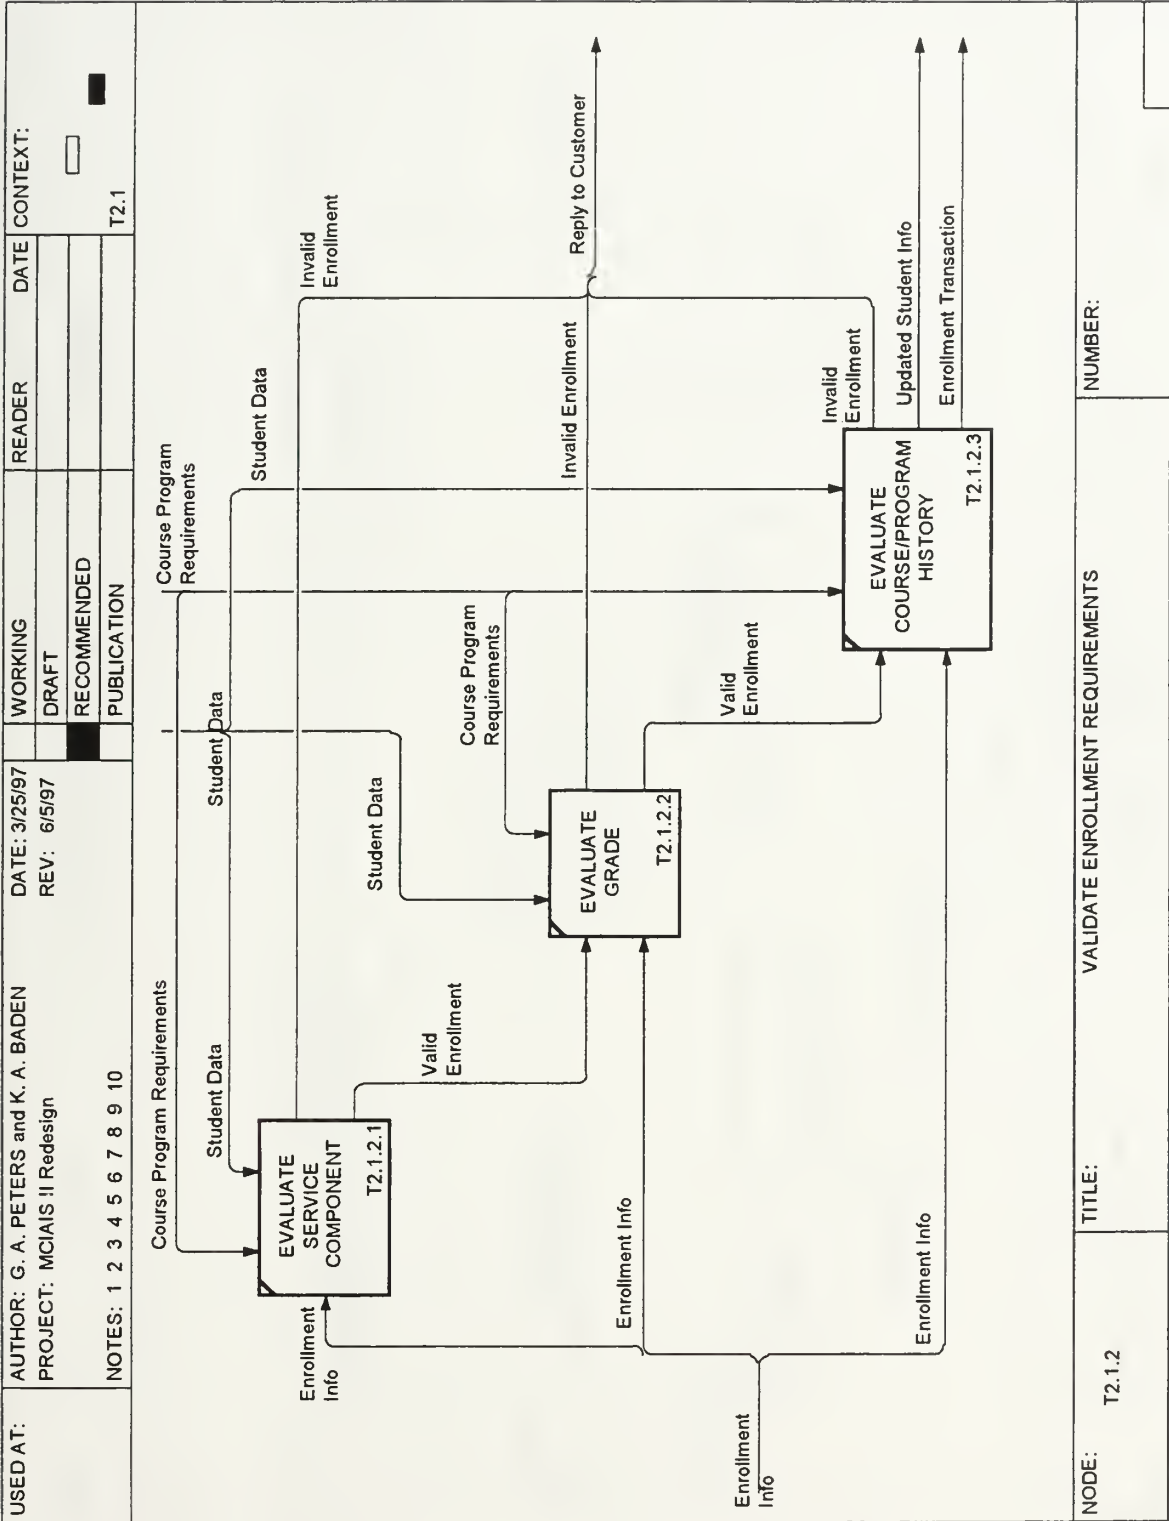 USED AT:
AUTHOR: G. A. PETERS and K. A. BADEN
DATE: 3/25/97
PROJECT: MCIAIS II Redesign
REV: 6/5/97
NOTES: 1 2 3 4 5 6 7 8 9 10
WORKING
DRAFT
RECOMMENDED
PUBLICATION
READER
DATE
CONTEXT:
T2.1
Course Program Requirements
Course Program
Requirements
Student Data
Student Data
Student Data
Invalid
Enrollment
EVALUATE
SERVICE
COMPONENT
T2.1.2.1
Enrollment
Info
Student Data
Valid
Enrollment
Course Program
Requirements
Invalid Enrollment
Reply to Customer
EVALUATE
GRADE
T2.1.2.2
Enrollment Info
Valid
Enrollment
Invalid
Enrollment
EVALUATE
COURSE/PROGRAM
HISTORY
T2.1.2.3
Updated Student Info
Enrollment Transaction
Enrollment Info
Enrollment
Info
NODE:
T2.1.2
TITLE:
VALIDATE ENROLLMENT REQUIREMENTS
NUMBER: